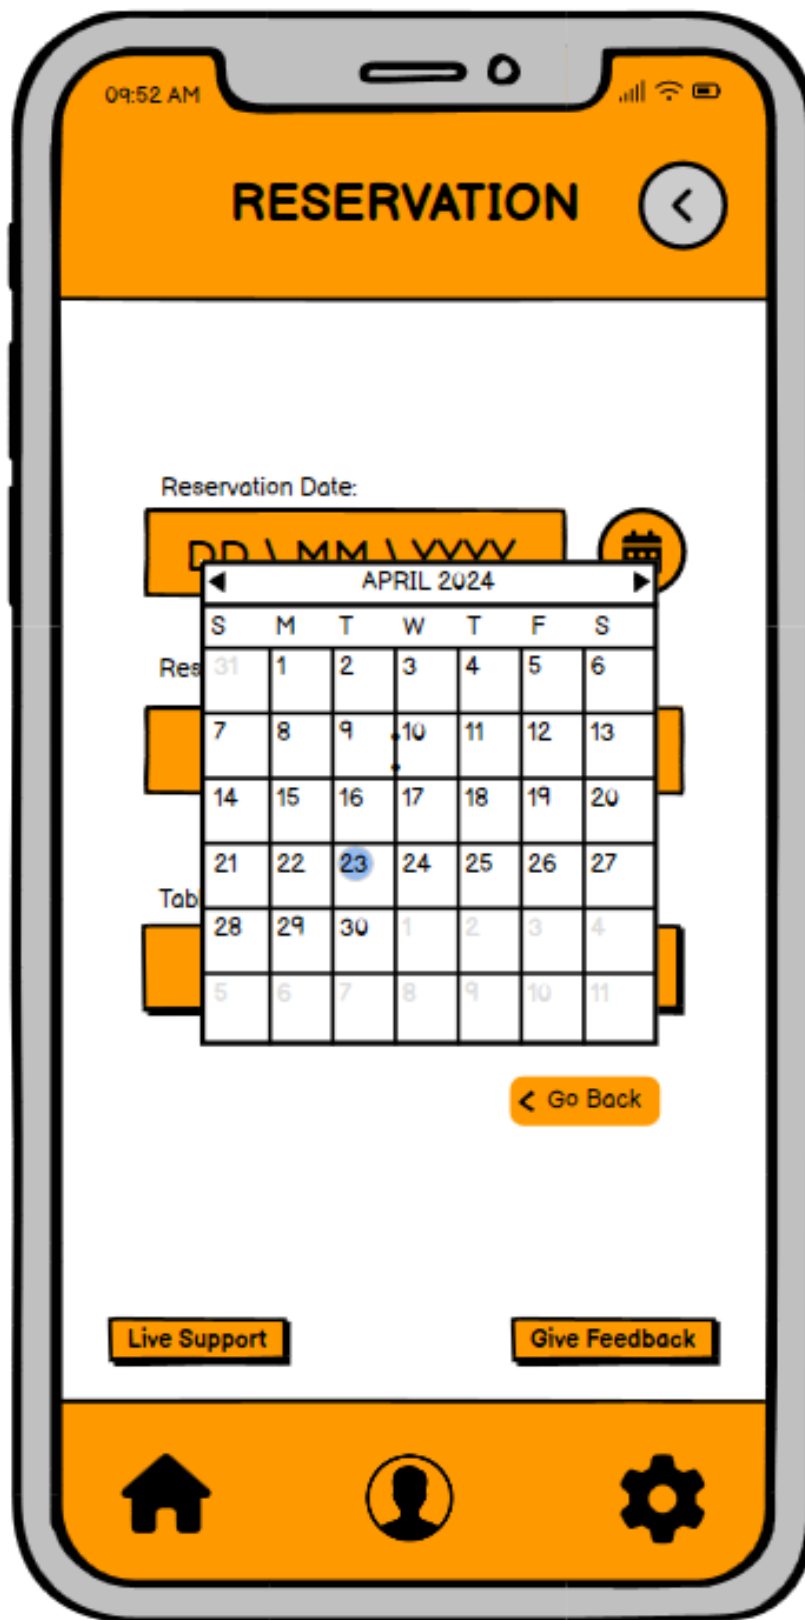 09:52 AM
RESERVATION
Reservation Date:
DD \ MM \ YYYY
APRIL 2024
S M T W T F S
Res
31 1 2 3 4 5 6
7 8 9 10 11 12 13
14 15 16 17 18 19 20
21 22 23 24 25 26 27
Tabl
28 29 30 1 2 3 4
5 6 7 8 9 10 11
< Go Back
Live Support
Give Feedback